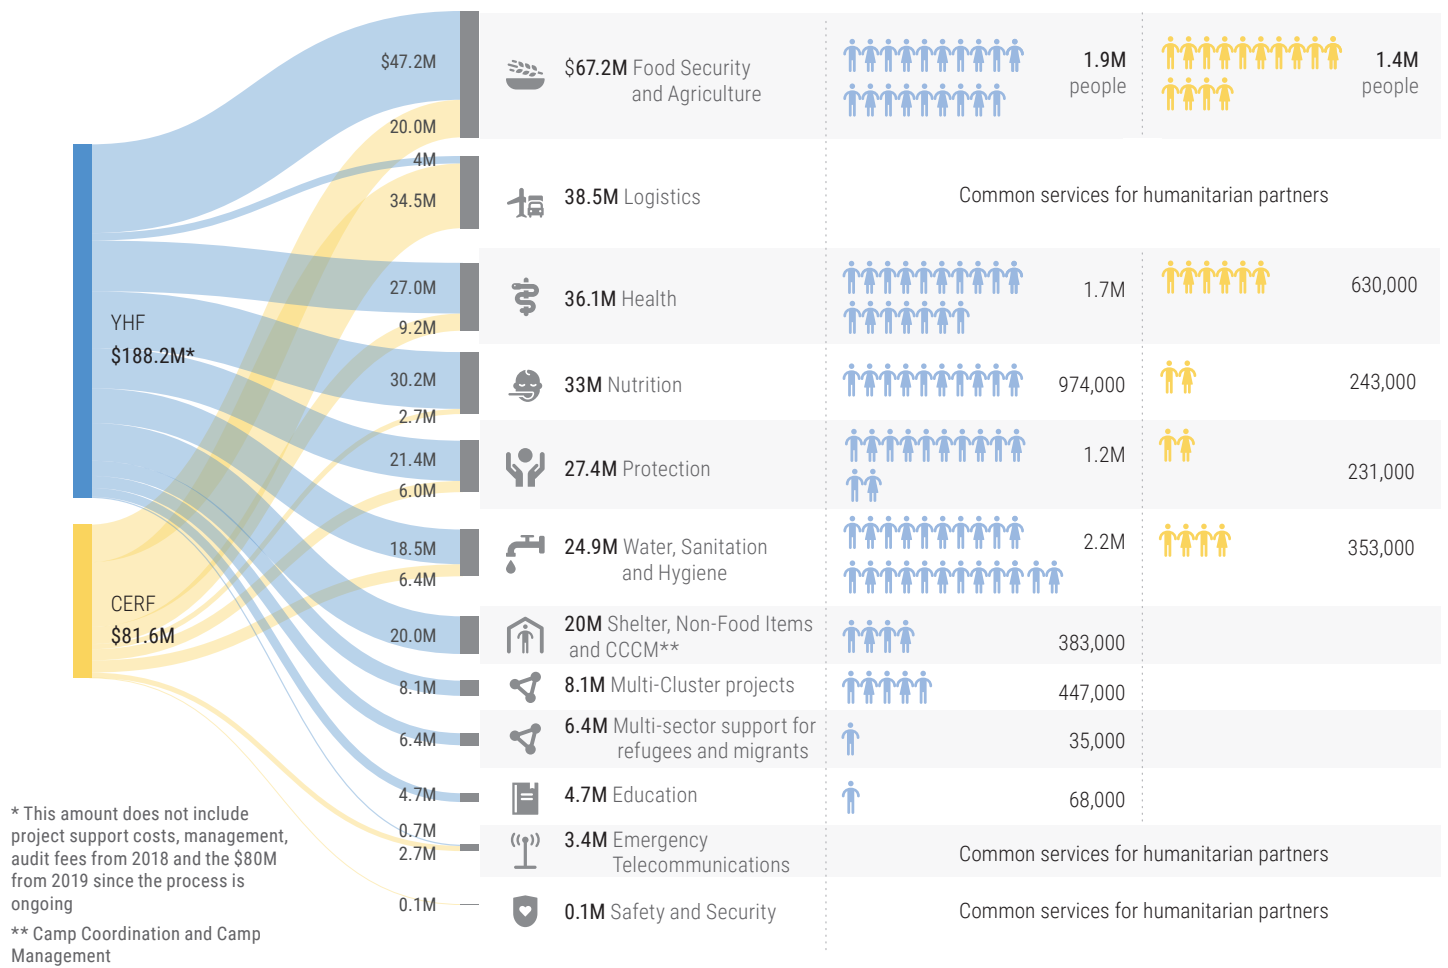 YHF
$188.2M*
CERF
$81.6M
$47.2M
20.0M
$67.2M Food Security
and Agriculture
1.9M
people
1.4M
people
4M
34.5M
38.5M Logistics
Common services for humanitarian partners
27.0M
9.2M
36.1M Health
1.7M
630,000
30.2M
2.7M
33M Nutrition
974,000
243,000
21.4M
6.0M
27.4M Protection
1.2M
231,000
18.5M
6.4M
24.9M Water, Sanitation
and Hygiene
2.2M
353,000
20.0M
20M Shelter, Non-Food Items
and CCCM**
383,000
8.1M
8.1M Multi-Cluster projects
447,000
6.4M
6.4M Multi-sector support for
refugees and migrants
35,000
4.7M
4.7M Education
68,000
0.7M
2.7M
3.4M Emergency
Telecommunications
Common services for humanitarian partners
0.1M
0.1M Safety and Security
Common services for humanitarian partners
* This amount does not include
project support costs, management,
audit fees from 2018 and the $80M
from 2019 since the process is
ongoing
** Camp Coordination and Camp
Management